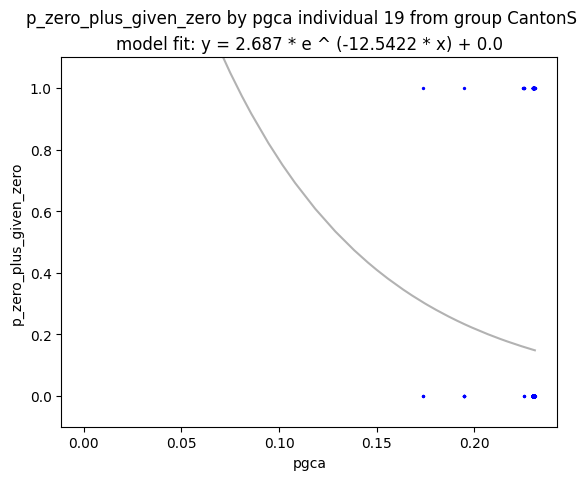 p_zero_plus_given_zero by pgca individual 19 from group CantonS
model fit: y = 2.687 * e ^ (-12.5422 * x) + 0.0
1.0
0.8
0.6
0.4
0.2
0.0
p_zero_plus_given_zero
0.00 0.05 0.10 0.15 0.20
pgca